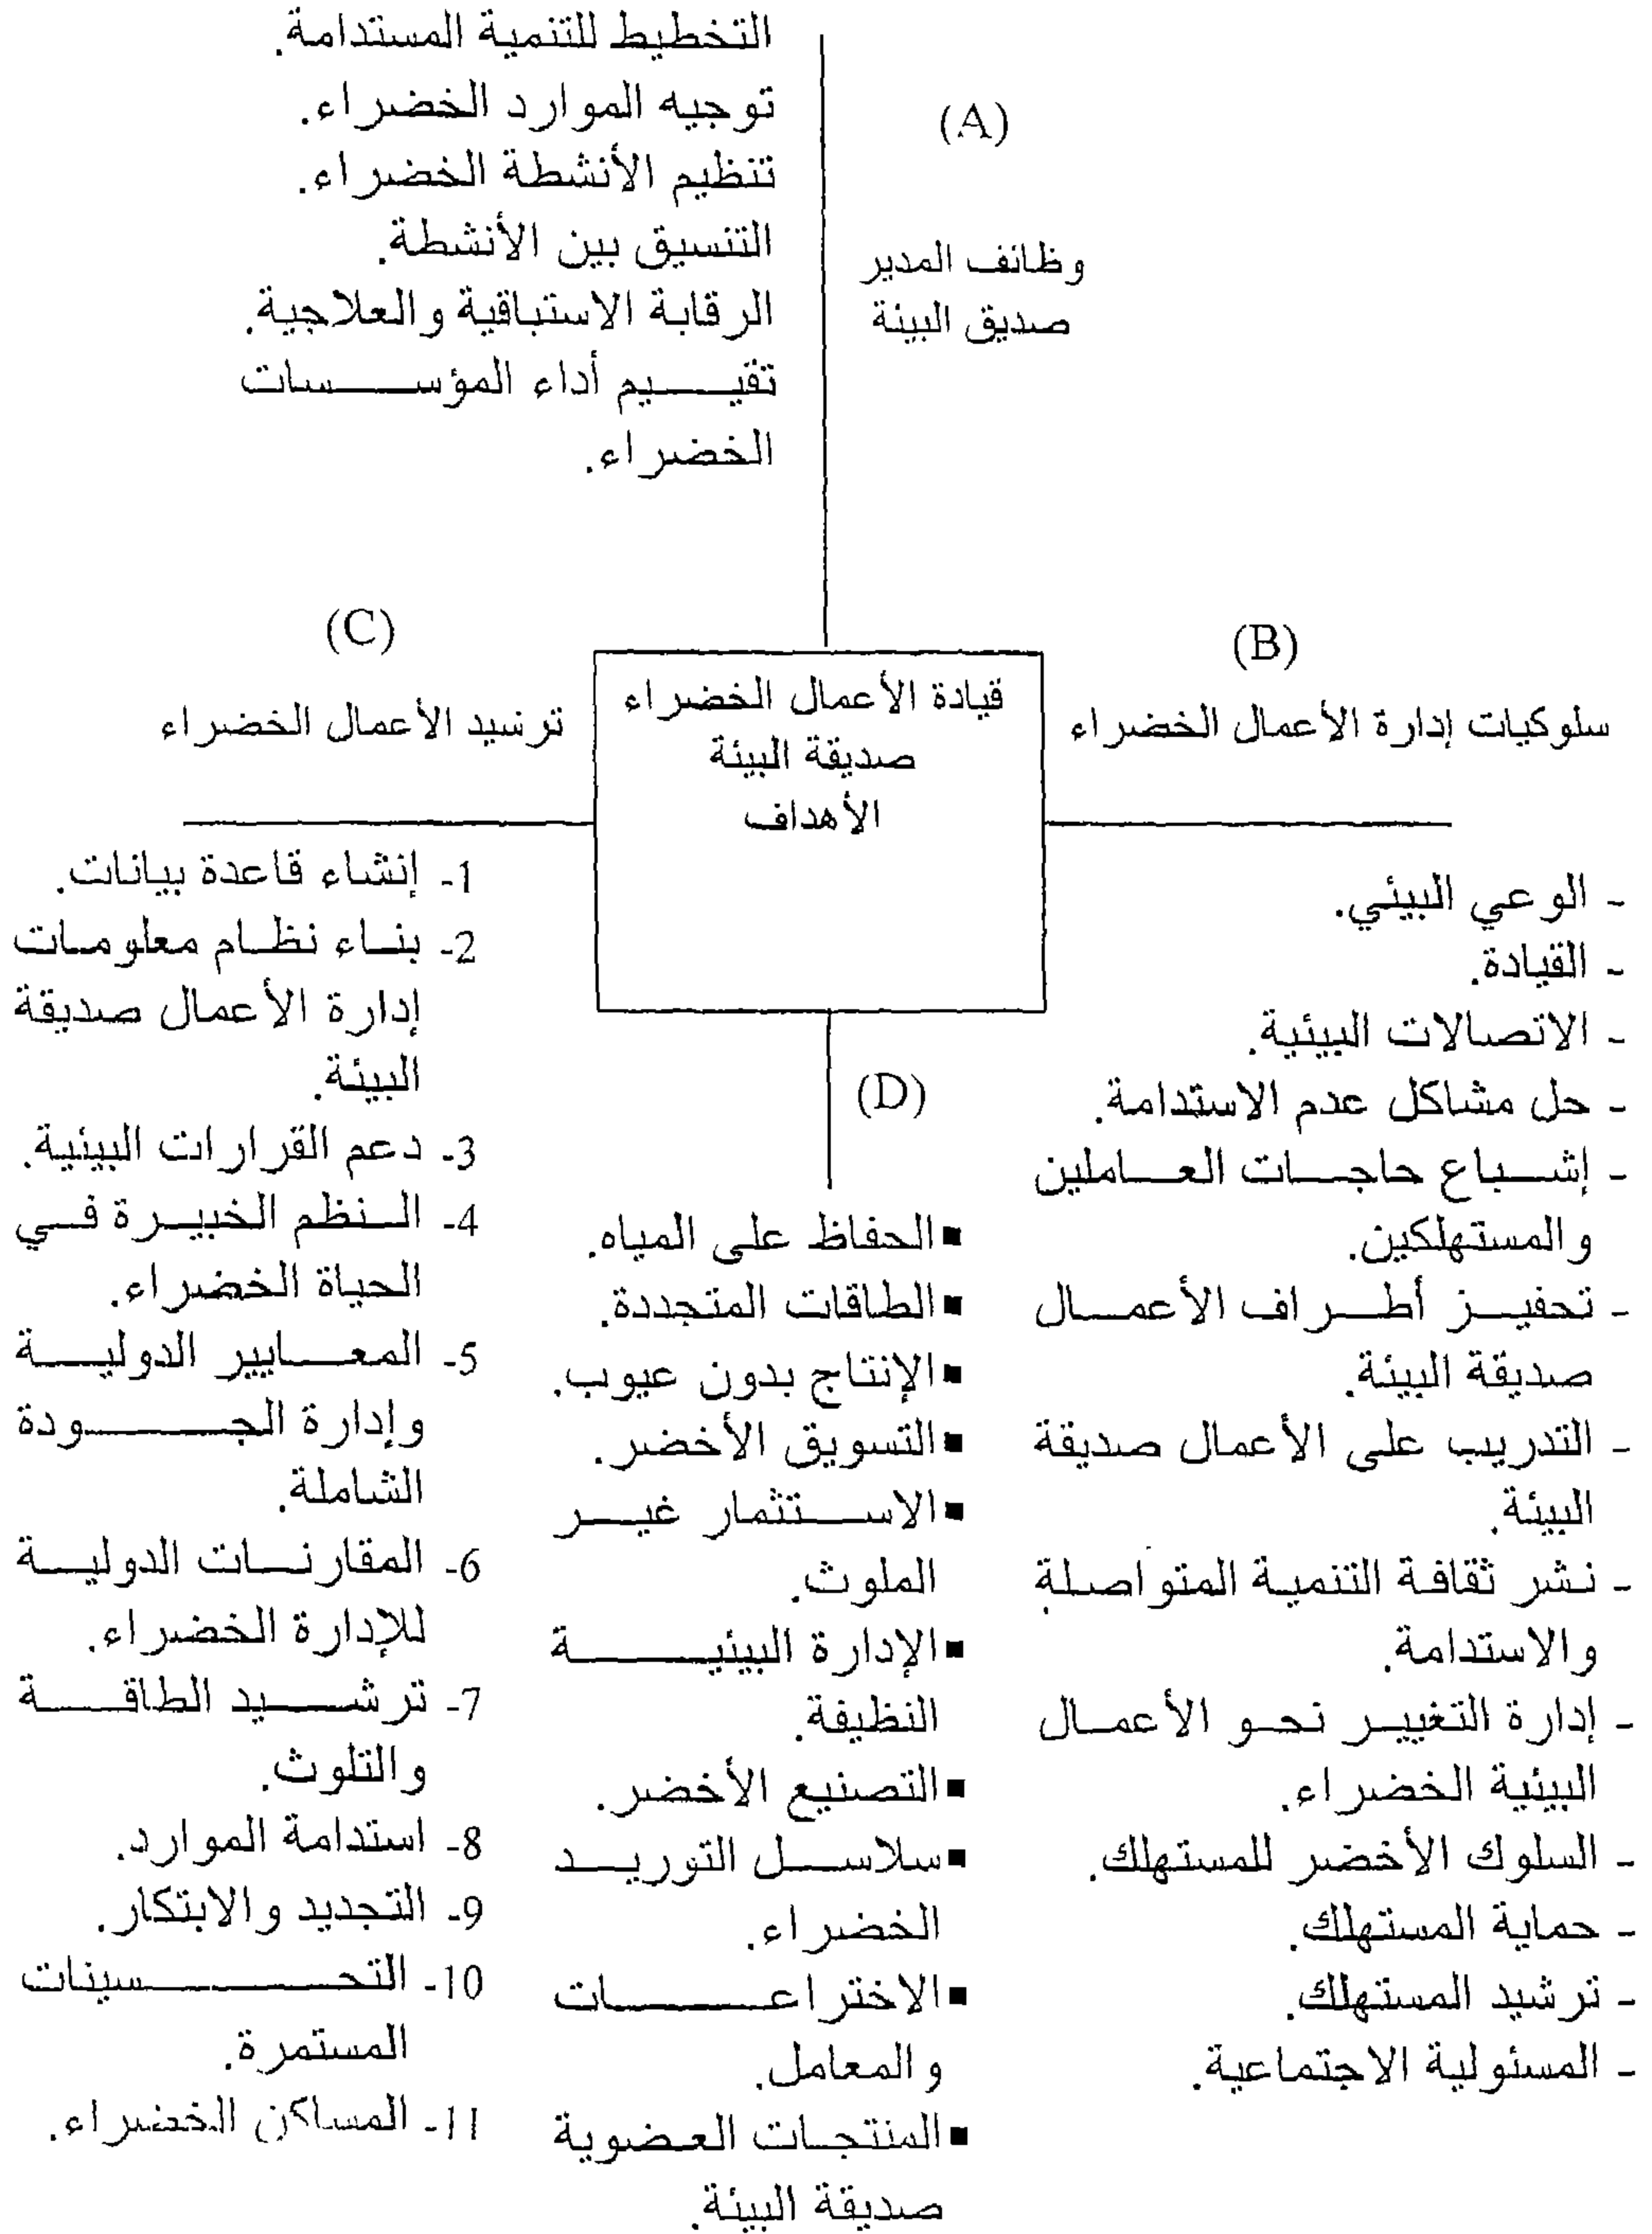 (A)
وظائف المدير
صديق البيئة
التخطيط للتنمية المستدامة.
توجيه الموارد الخضراء.
تنظيم الأنشطة الخضراء.
التنسيق بين الأنشطة.
الرقابة الاستباقية والعلاجية.
تقييم أداء المؤسسات
الخضراء.
قيادة الأعمال الخضراء
صديقة البيئة
الأهداف
(B)
سلوكيات إدارة الأعمال الخضراء
- الوعي البيئي.
- القيادة.
- الاتصالات البيئية.
- حل مشاكل عدم الاستدامة.
- إشباع حاجات العاملين
والمستهلكين.
- تحفيز أطراف الأعمال
صديقة البيئة.
- التدريب على الأعمال صديقة
البيئة.
- نشر ثقافة التنمية المتواصلة
والاستدامة.
- إدارة التغيير نحو الأعمال
البيئية الخضراء.
- السلوك الأخضر للمستهلك.
- حماية المستهلك.
- ترشيد المستهلك.
- المسئولية الاجتماعية.
(D)
■ الحفاظ على المياه.
■ الطاقات المتجددة.
■ الإنتاج بدون عيوب.
■ التسويق الأخضر.
■ الاستثمار غير
الملوث.
■ الإدارة البيئية
النظيفة.
■ التصنيع الأخضر.
■ سلاسل التوريد
الخضراء.
■ الاختراعات
والمعامل.
■ المنتجات العضوية
صديقة البيئة.
(C)
ترشيد الأعمال الخضراء
1- إنشاء قاعدة بيانات.
2- بناء نظام معلومات
إدارة الأعمال صديقة
البيئة.
3- دعم القرارات البيئية.
4- النظم الخبيرة في
الحياة الخضراء.
5- المعايير الدولية
وإدارة الجودة
الشاملة.
6- المقارنات الدولية
للإدارة الخضراء.
7- ترشيد الطاقة
والتلوث.
8- استدامة الموارد.
9- التجديد والابتكار.
10- التحسينات
المستمرة.
11- المساكن الخضراء.